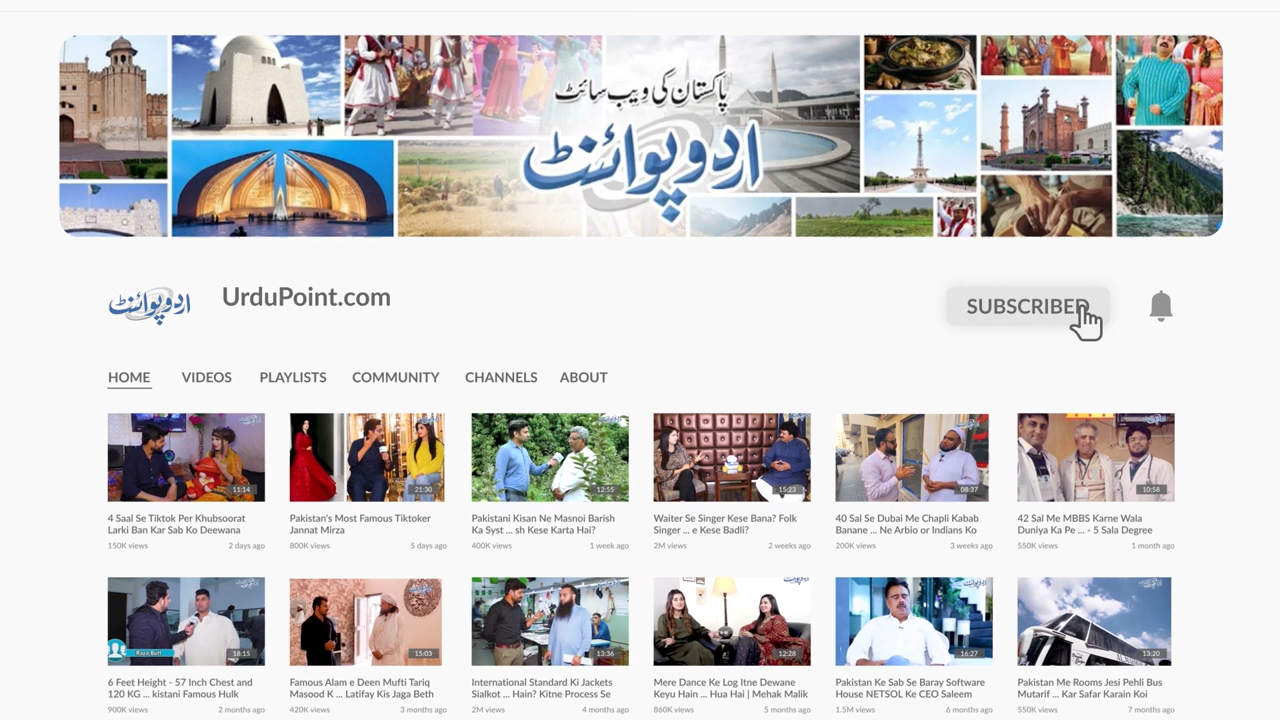 پاکستان کی ویب سائٹ
اردو پوائنٹ
اردو پوائنٹ
UrduPoint.com
SUBSCRIBED
HOME VIDEOS PLAYLISTS COMMUNITY CHANNELS ABOUT
11:14
21:30
12:55
15:23
08:37
10:58
4 Saal Se Tiktok Per Khubsoorat
Larki Ban Kar Sab Ko Deewana
150K views 2 days ago
Pakistan's Most Famous Tiktoker
Jannat Mirza
800K views 5 days ago
Pakistani Kisan Ne Masnoi Barish
Ka Syst ... sh Kese Karta Hai?
400K views 1 week ago
Waiter Se Singer Kese Bana? Folk
Singer ... e Kese Badli?
2M views 2 weeks ago
40 Sal Se Dubai Me Chapli Kabab
Banane ... Ne Arbio or Indians Ko
200K views 3 weeks ago
42 Sal Me MBBS Karne Wala
Duniya Ka Pe ... - 5 Sala Degree
550K views 1 month ago
Raza Butt
18:15
15:03
13:36
12:28
16:27
13:20
6 Feet Height - 57 Inch Chest and
120 KG ... kistani Famous Hulk
900K views 2 months ago
Famous Alam e Deen Mufti Tariq
Masood K ... Latifay Kis Jaga Beth
420K views 3 months ago
International Standard Ki Jackets
Sialkot ... Hain? Kitne Process Se
2M views 4 months ago
Mere Dance Ke Log Itne Dewane
Keyu Hain ... Hua Hai | Mehak Malik
860K views 5 months ago
Pakistan Ke Sab Se Baray Software
House NETSOL Ke CEO Saleem
1.5M views 6 months ago
Pakistan Me Rooms Jesi Pehli Bus
Mutarif ... Kar Safar Karain Koi
550K views 7 months ago